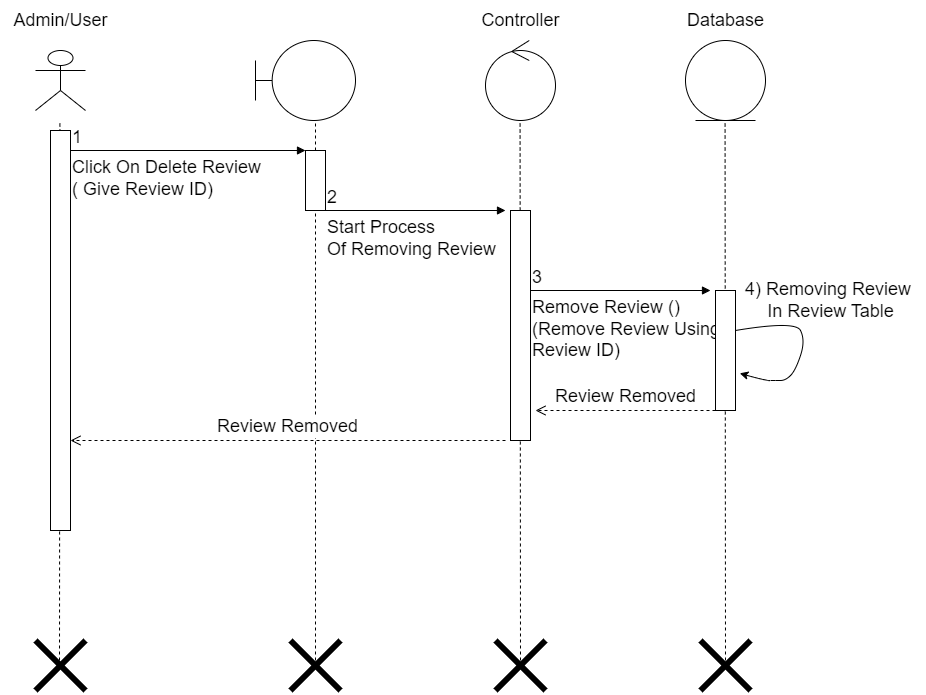 Admin/User
Controller
Database
1
Click On Delete Review
( Give Review ID)
2
Start Process
Of Removing Review
3
Remove Review ()
(Remove Review Using
Review ID)
4) Removing Review
In Review Table
Review Removed
Review Removed